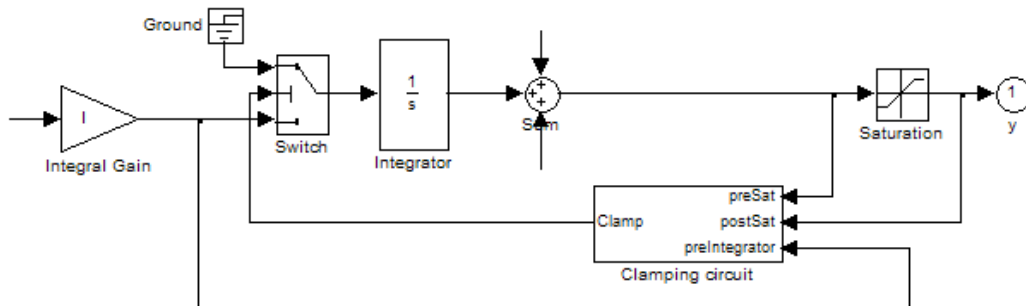 Ground
I
Integral Gain
Switch
1
s
Integrator
+
+
+
Sum
Saturation
1
y
preSat
Clamp
postSat
preIntegrator
Clamping circuit